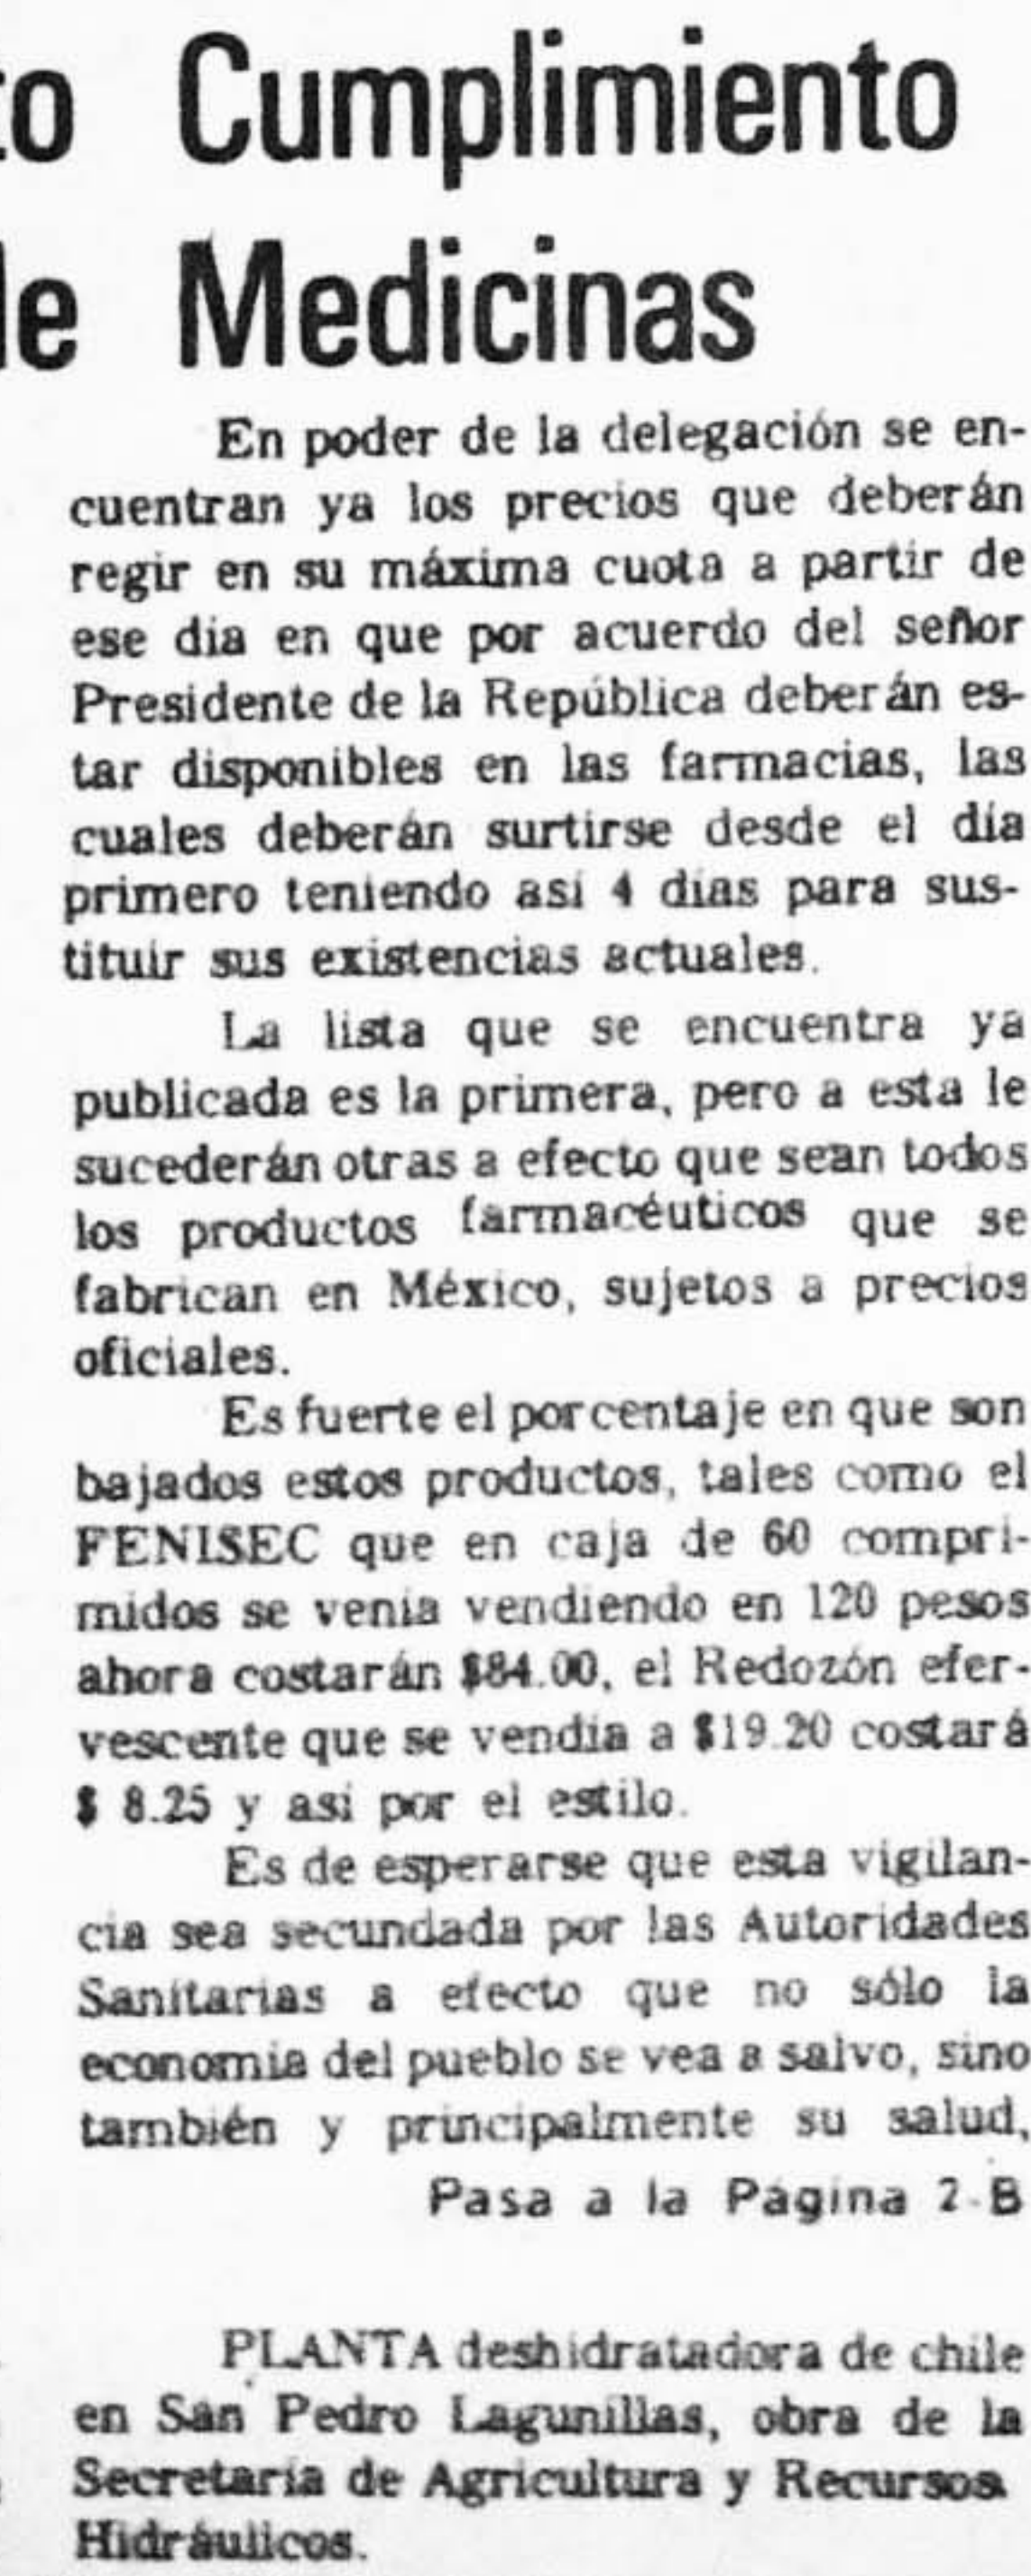 to Cumplimiento
de Medicinas
En poder de la delegación se en-
cuentran ya los precios que deberán
regir en su máxima cuota a partir de
ese dia en que por acuerdo del señor
Presidente de la República deberán es-
tar disponibles en las farmacias, las
cuales deberán surtirse desde el día
primero teniendo así 4 dias para sus-
tituir sus existencias actuales.
La lista que se encuentra ya
publicada es la primera, pero a esta le
sucederán otras a efecto que sean todos
los productos farmacéuticos que se
fabrican en México, sujetos a precios
oficiales.
Es fuerte el porcentaje en que son
bajados estos productos, tales como el
FENISEC que en caja de 60 compri-
midos se venia vendiendo en 120 pesos
ahora costarán $84.00, el Redozón efer-
vescente que se vendia a $19.20 costará
$ 8.25 y asi por el estilo.
Es de esperarse que esta vigilan-
cia sea secundada por las Autoridades
Sanitarias a efecto que no sólo la
economia del pueblo se vea a salvo, sino
también y principalmente su salud,
Pasa a la Página 2-B
PLANTA deshidratadora de chile
en San Pedro Lagunillas, obra de la
Secretaría de Agricultura y Recursos
Hidráulicos.